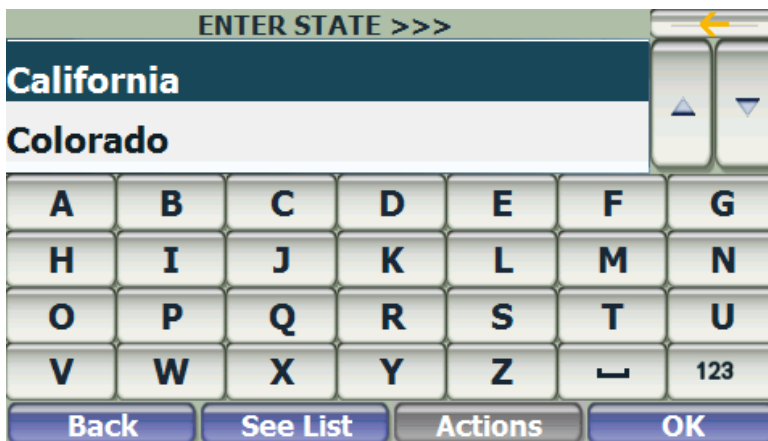 ENTER STATE >>>
California
Colorado
A B C D E F G
H I J K L M N
O P Q R S T U
V W X Y Z 123
Back See List Actions OK